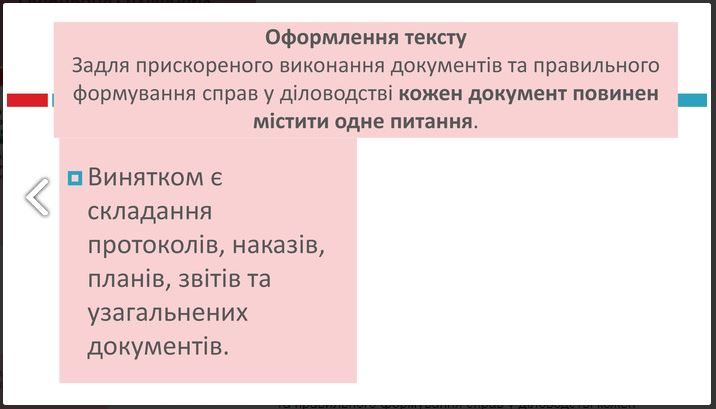 Оформлення тексту
Задля прискореного виконання документів та правильного
формування справ у діловодстві кожен документ повинен
містити одне питання.
Винятком є
складання
протоколів, наказів,
планів, звітів та
узагальнених
документів.